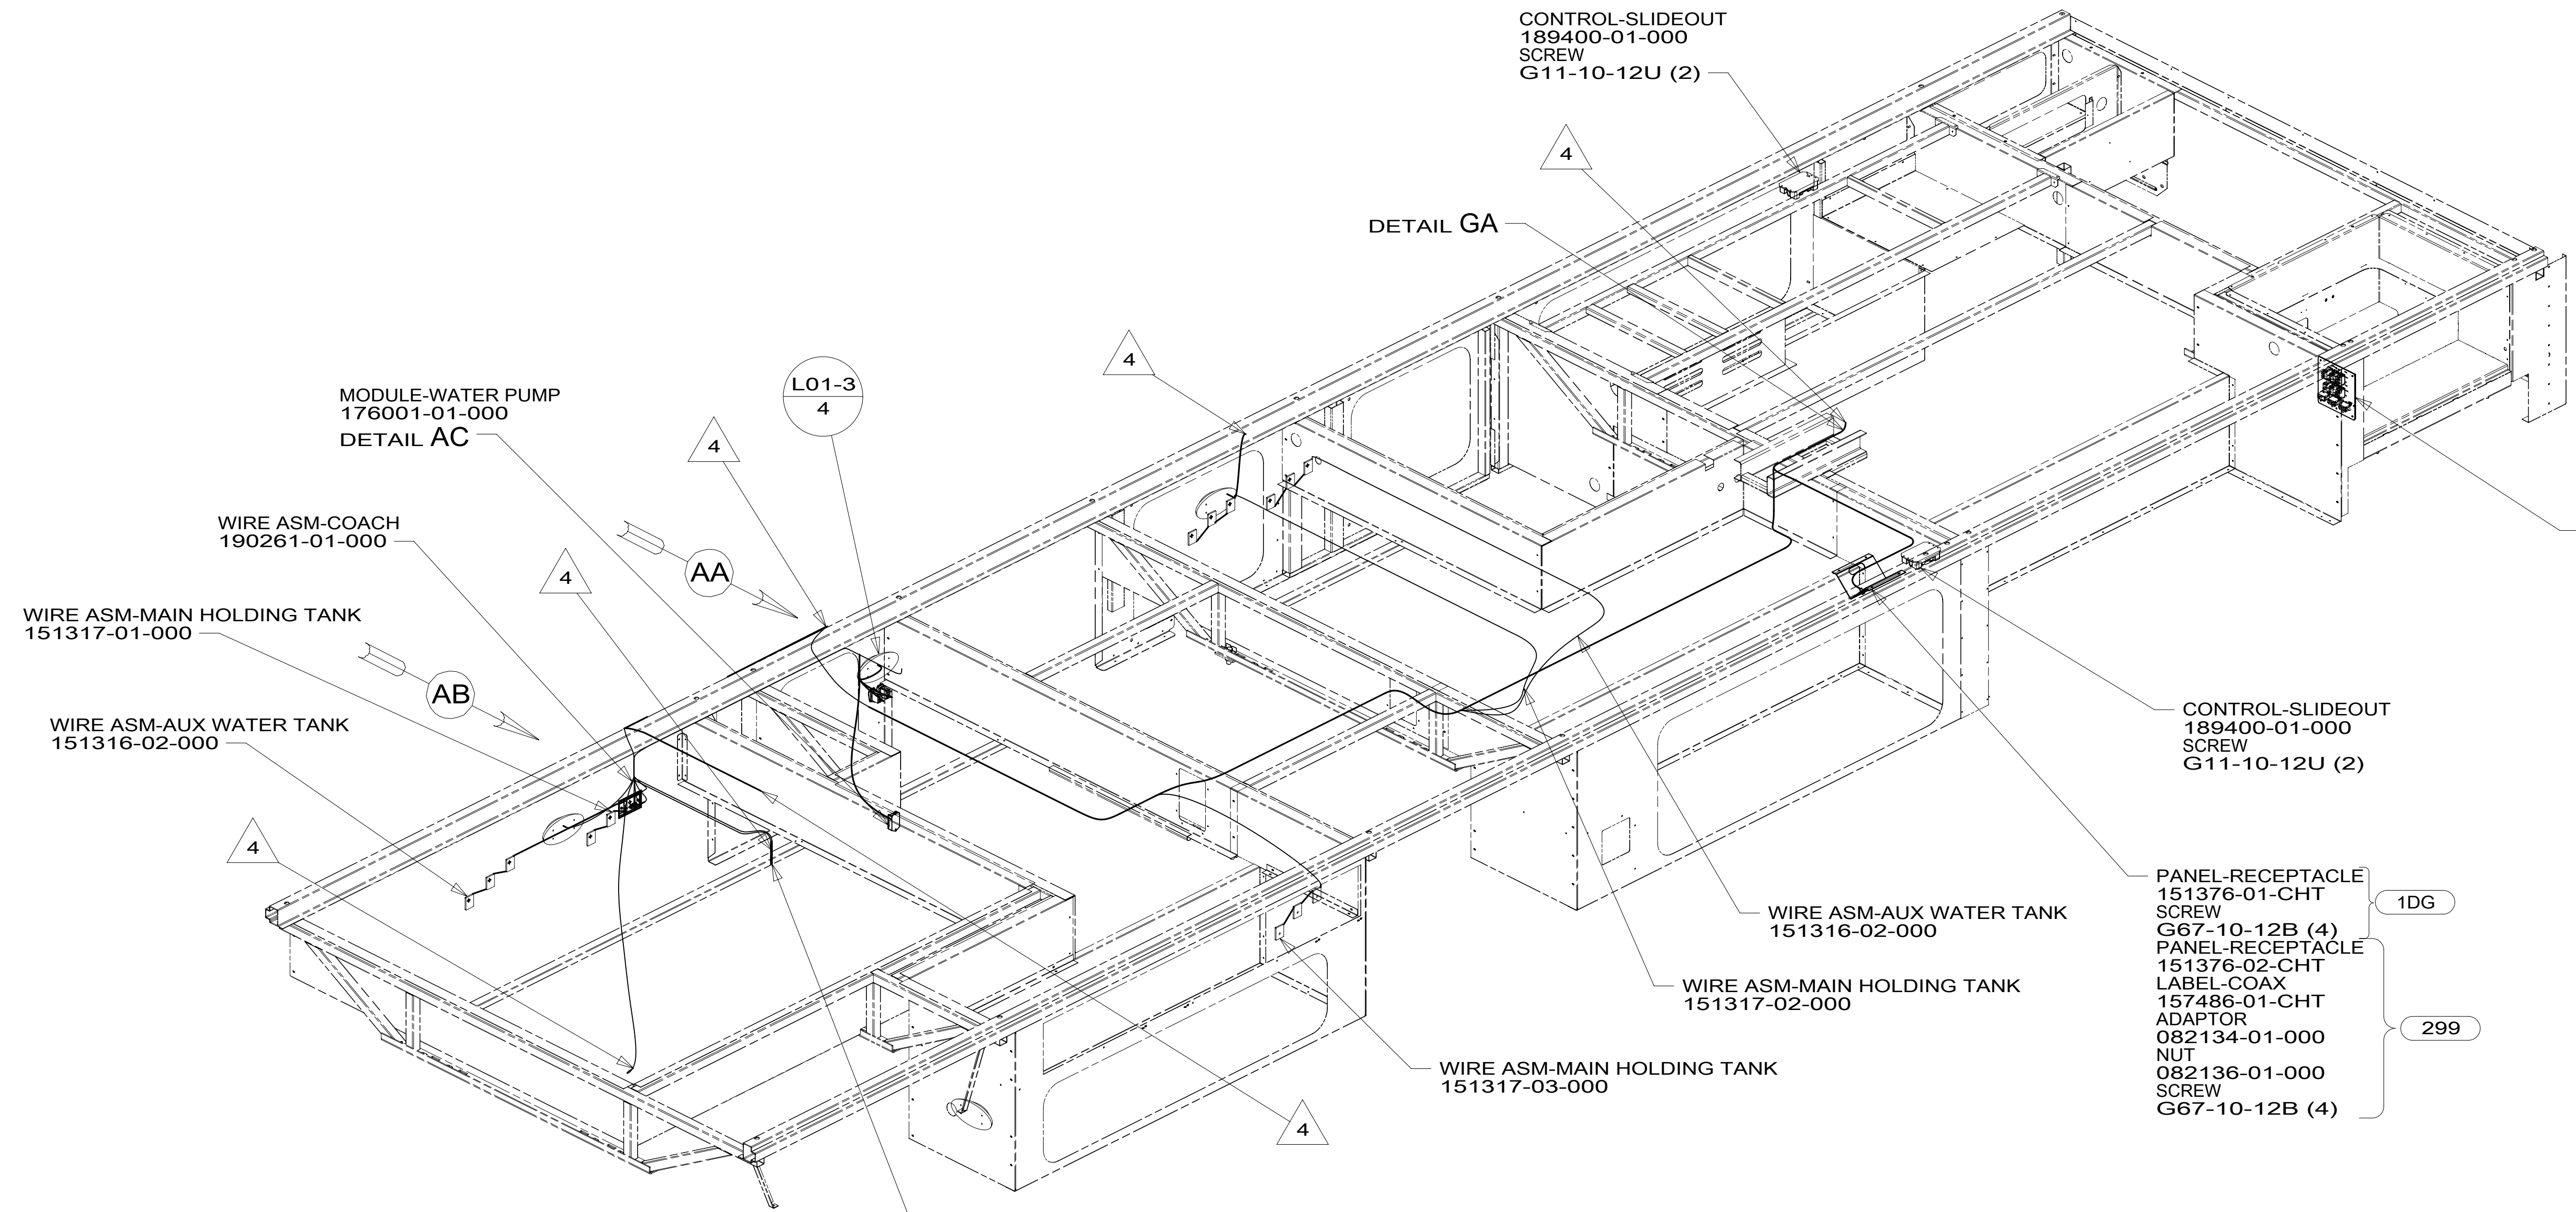 CONTROL-SLIDEOUT
189400-01-000
SCREW
G11-10-12U (2)
4
DETAIL GA
4
L01-3
4
MODULE-WATER PUMP
176001-01-000
DETAIL AC
4
WIRE ASM-COACH
190261-01-000
AA
4
WIRE ASM-MAIN HOLDING TANK
151317-01-000
AB
WIRE ASM-AUX WATER TANK
151316-02-000
4
CONTROL-SLIDEOUT
189400-01-000
SCREW
G11-10-12U (2)
PANEL-RECEPTACLE
151376-01-CHT
SCREW
G67-10-12B (4)
1DG
PANEL-RECEPTACLE
151376-02-CHT
LABEL-COAX
157486-01-CHT
ADAPTOR
082134-01-000
NUT
082136-01-000
SCREW
G67-10-12B (4)
299
WIRE ASM-AUX WATER TANK
151316-02-000
WIRE ASM-MAIN HOLDING TANK
151317-02-000
WIRE ASM-MAIN HOLDING TANK
151317-03-000
4